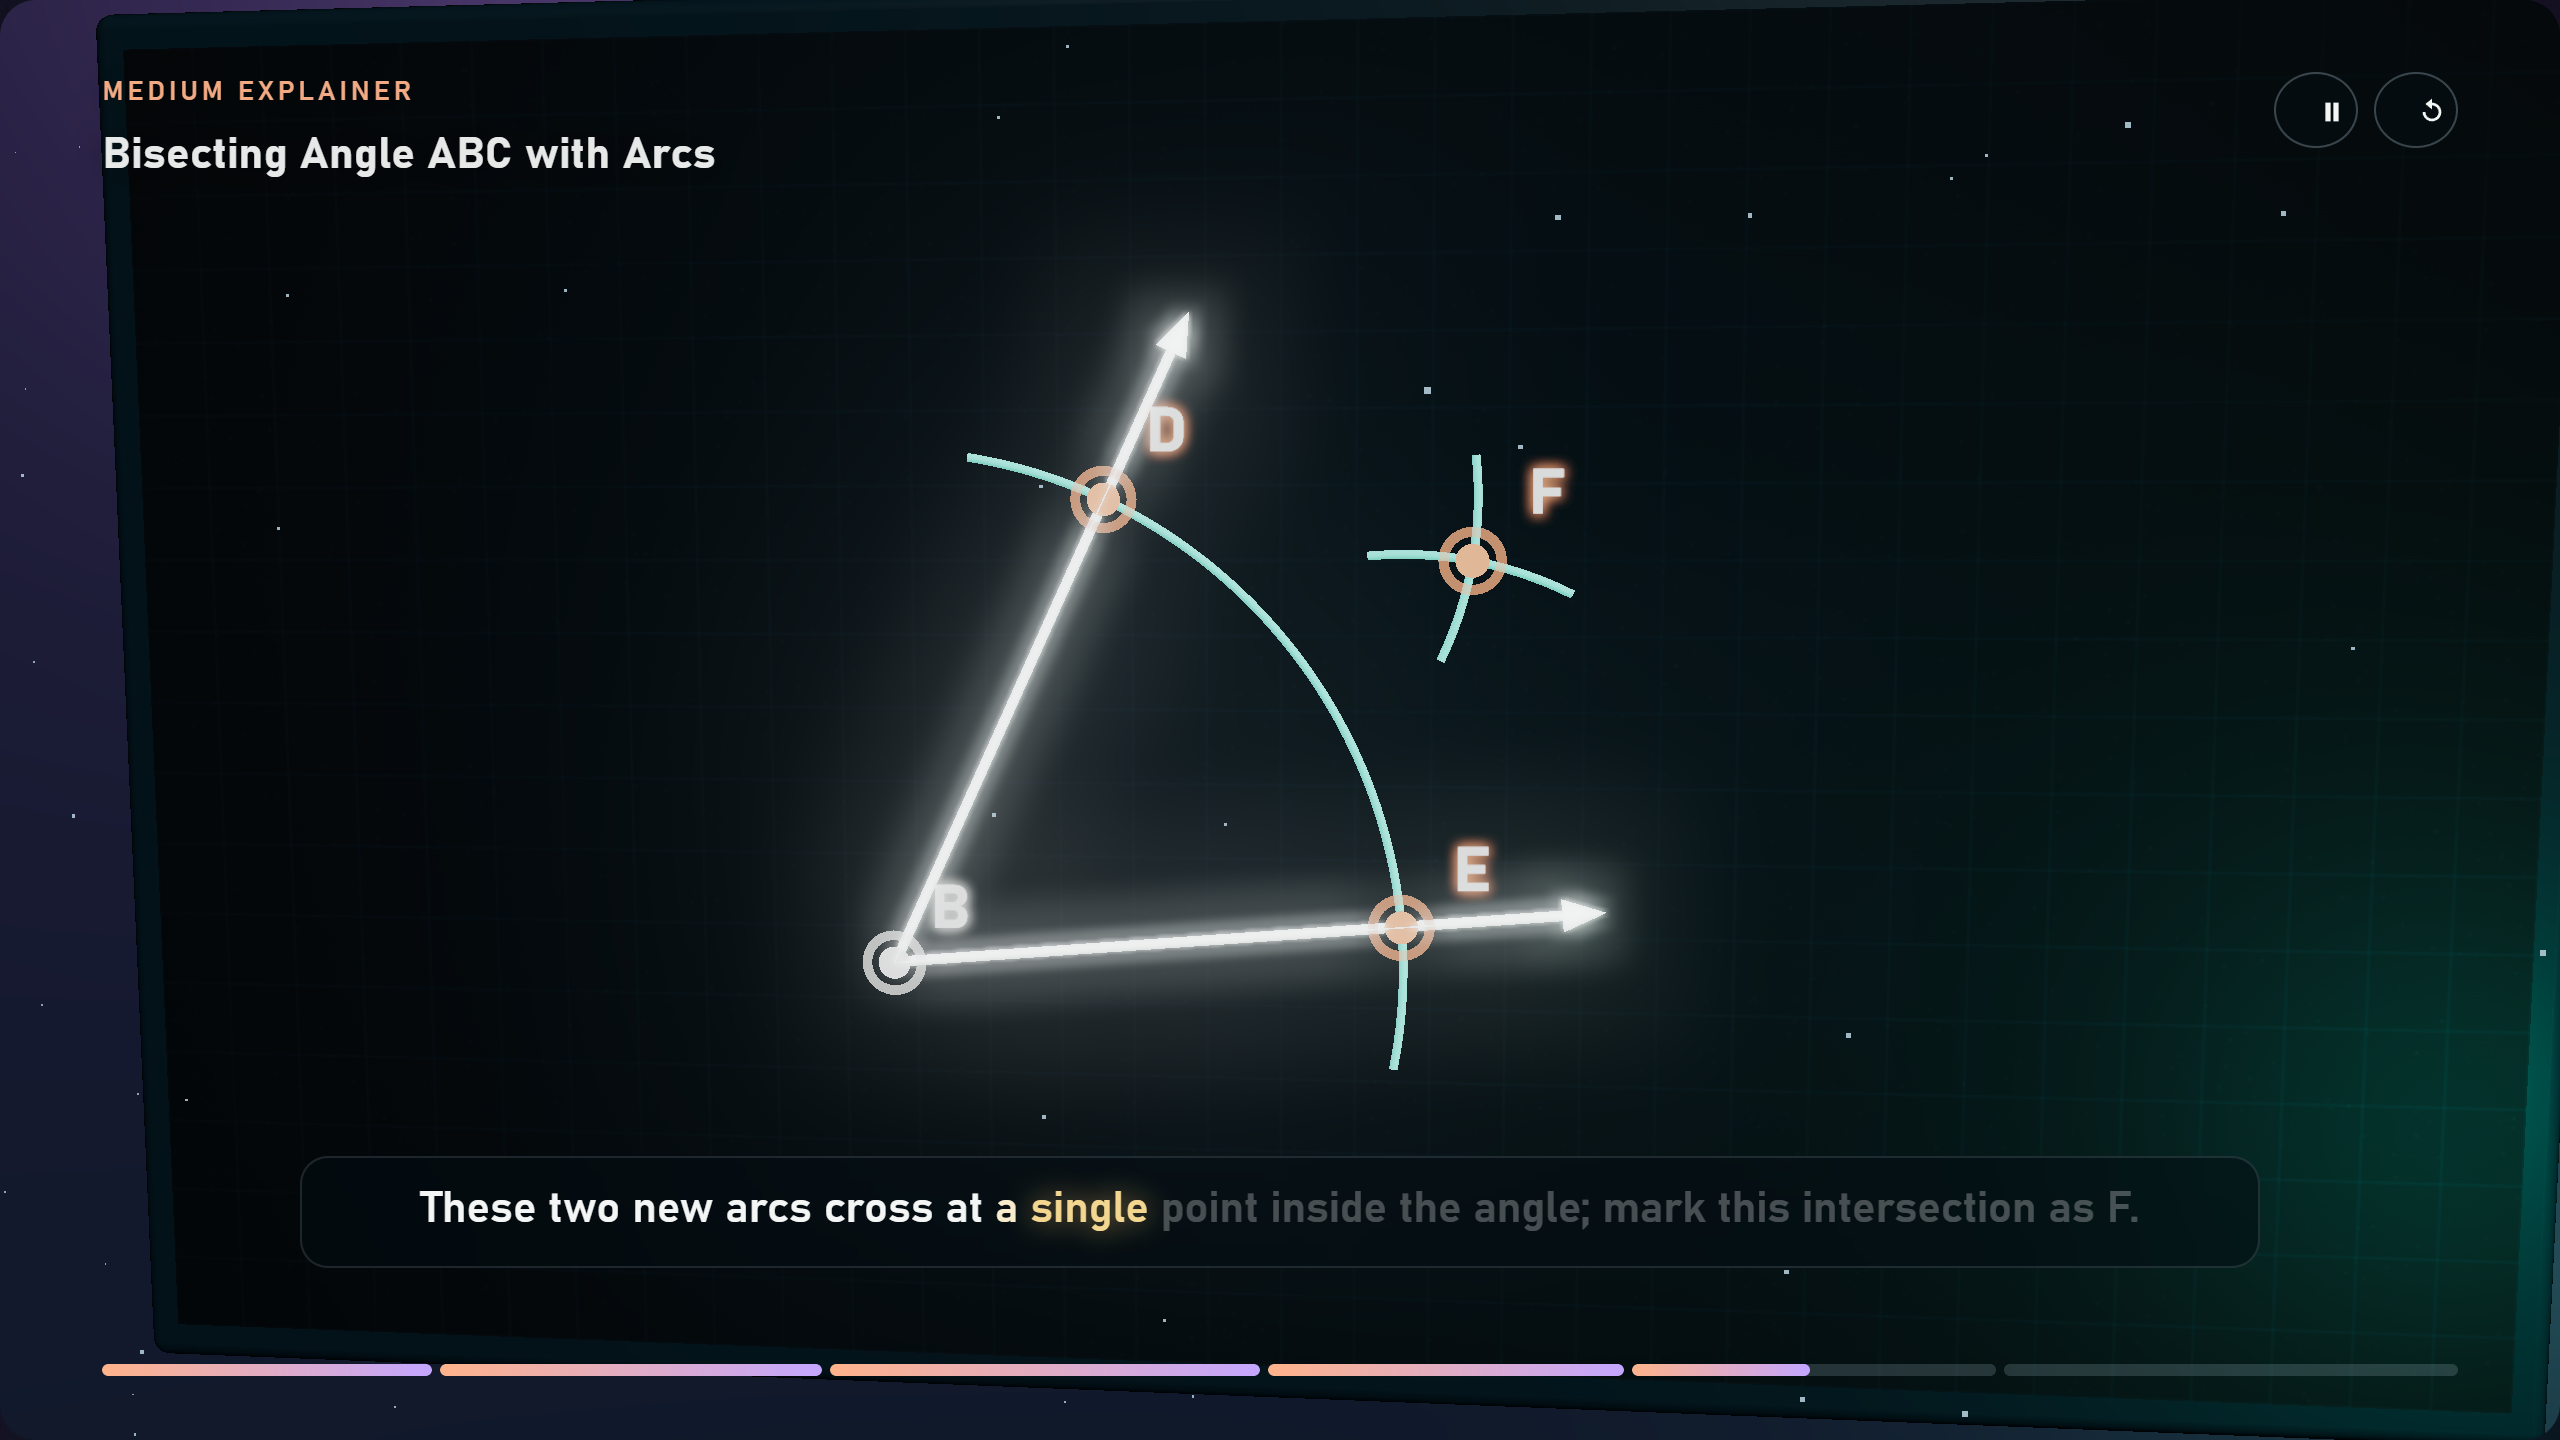 MEDIUM EXPLAINER
Bisecting Angle ABC with Arcs
D
F
E
B
These two new arcs cross at a single point inside the angle; mark this intersection as F.